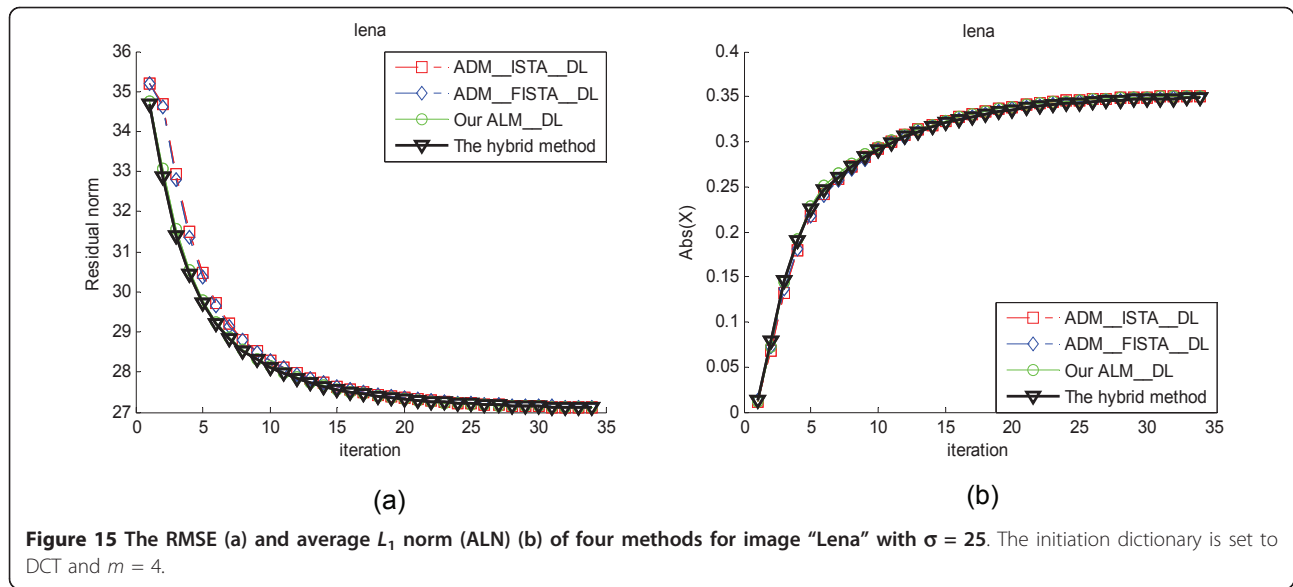 lena
36
35
34
33
32
31
30
29
28
27
Residual norm
0
5
10
15
20
25
30
35
iteration
ADM__ISTA__DL
ADM__FISTA__DL
Our ALM__DL
The hybrid method
(a)
lena
0.4
0.35
0.3
0.25
0.2
0.15
0.1
0.05
0
Abs(X)
0
5
10
15
20
25
30
35
iteration
ADM__ISTA__DL
ADM__FISTA__DL
Our ALM__DL
The hybrid method
(b)
Figure 15 The RMSE (a) and average L₁ norm (ALN) (b) of four methods for image "Lena" with σ = 25. The initiation dictionary is set to
DCT and m = 4.